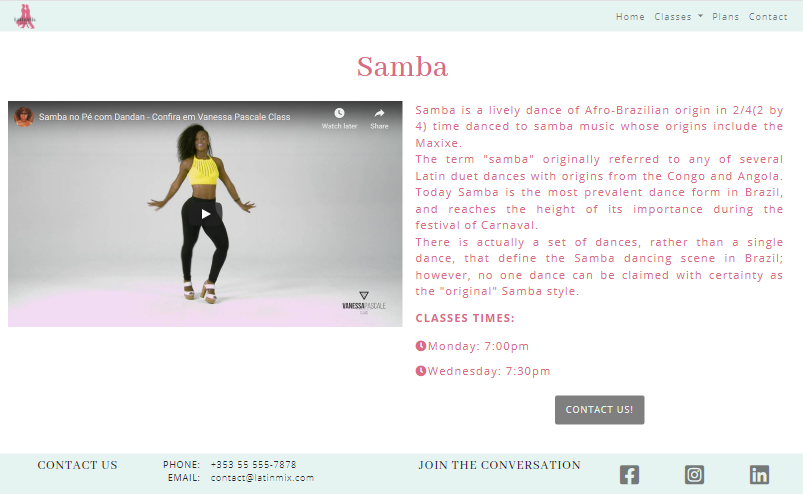 LatinMix
Home Classes Plans Contact
Samba
Samba no Pé com Dandan - Confira em Vanessa Pascale Class
Watch later
Share
VANESSAPASCALE
CLASS
Samba is a lively dance of Afro-Brazilian origin in 2/4(2 by
4) time danced to samba music whose origins include the
Maxixe.
The term "samba" originally referred to any of several
Latin duet dances with origins from the Congo and Angola.
Today Samba is the most prevalent dance form in Brazil,
and reaches the height of its importance during the
festival of Carnaval.
There is actually a set of dances, rather than a single
dance, that define the Samba dancing scene in Brazil;
however, no one dance can be claimed with certainty as
the "original" Samba style.
CLASSES TIMES:
Monday: 7:00pm
Wednesday: 7:30pm
CONTACT US!
CONTACT US
PHONE: +353 55 555-7878
EMAIL: contact@latinmix.com
JOIN THE CONVERSATION